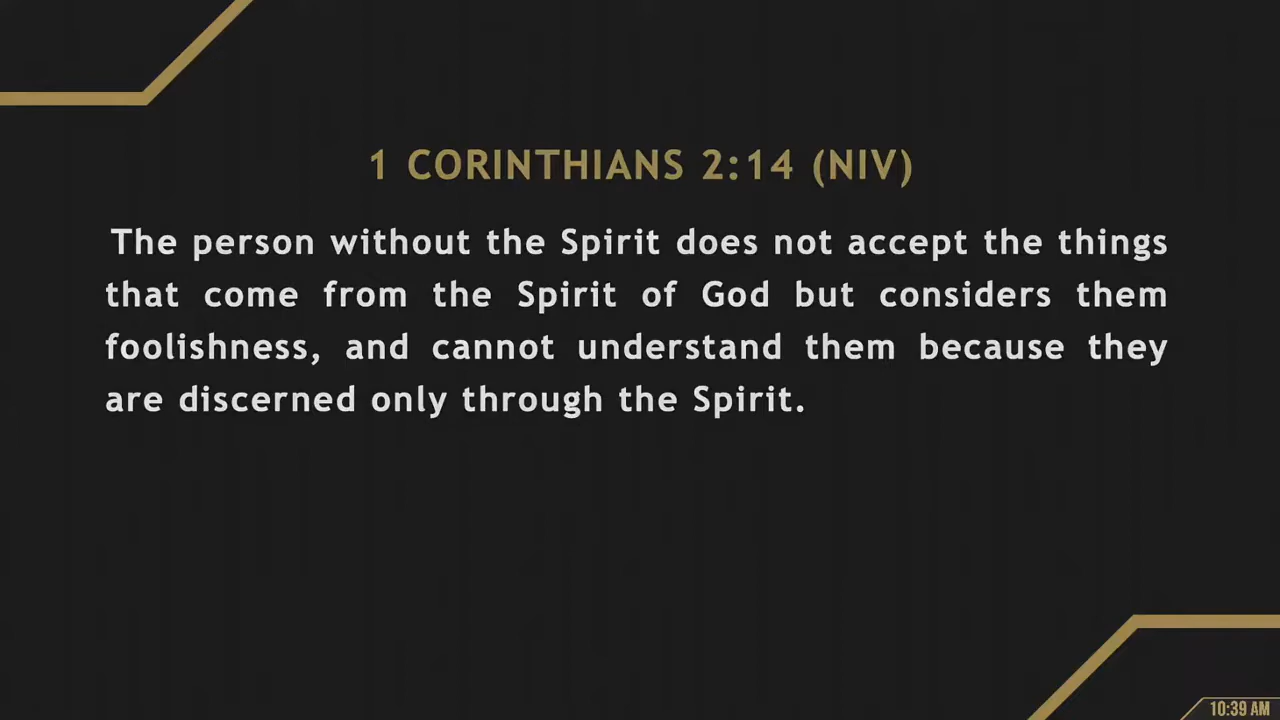 1 CORINTHIANS 2:14 (NIV)
The person without the Spirit does not accept the things
that come from the Spirit of God but considers them
foolishness, and cannot understand them because they
are discerned only through the Spirit.
10:39 AM